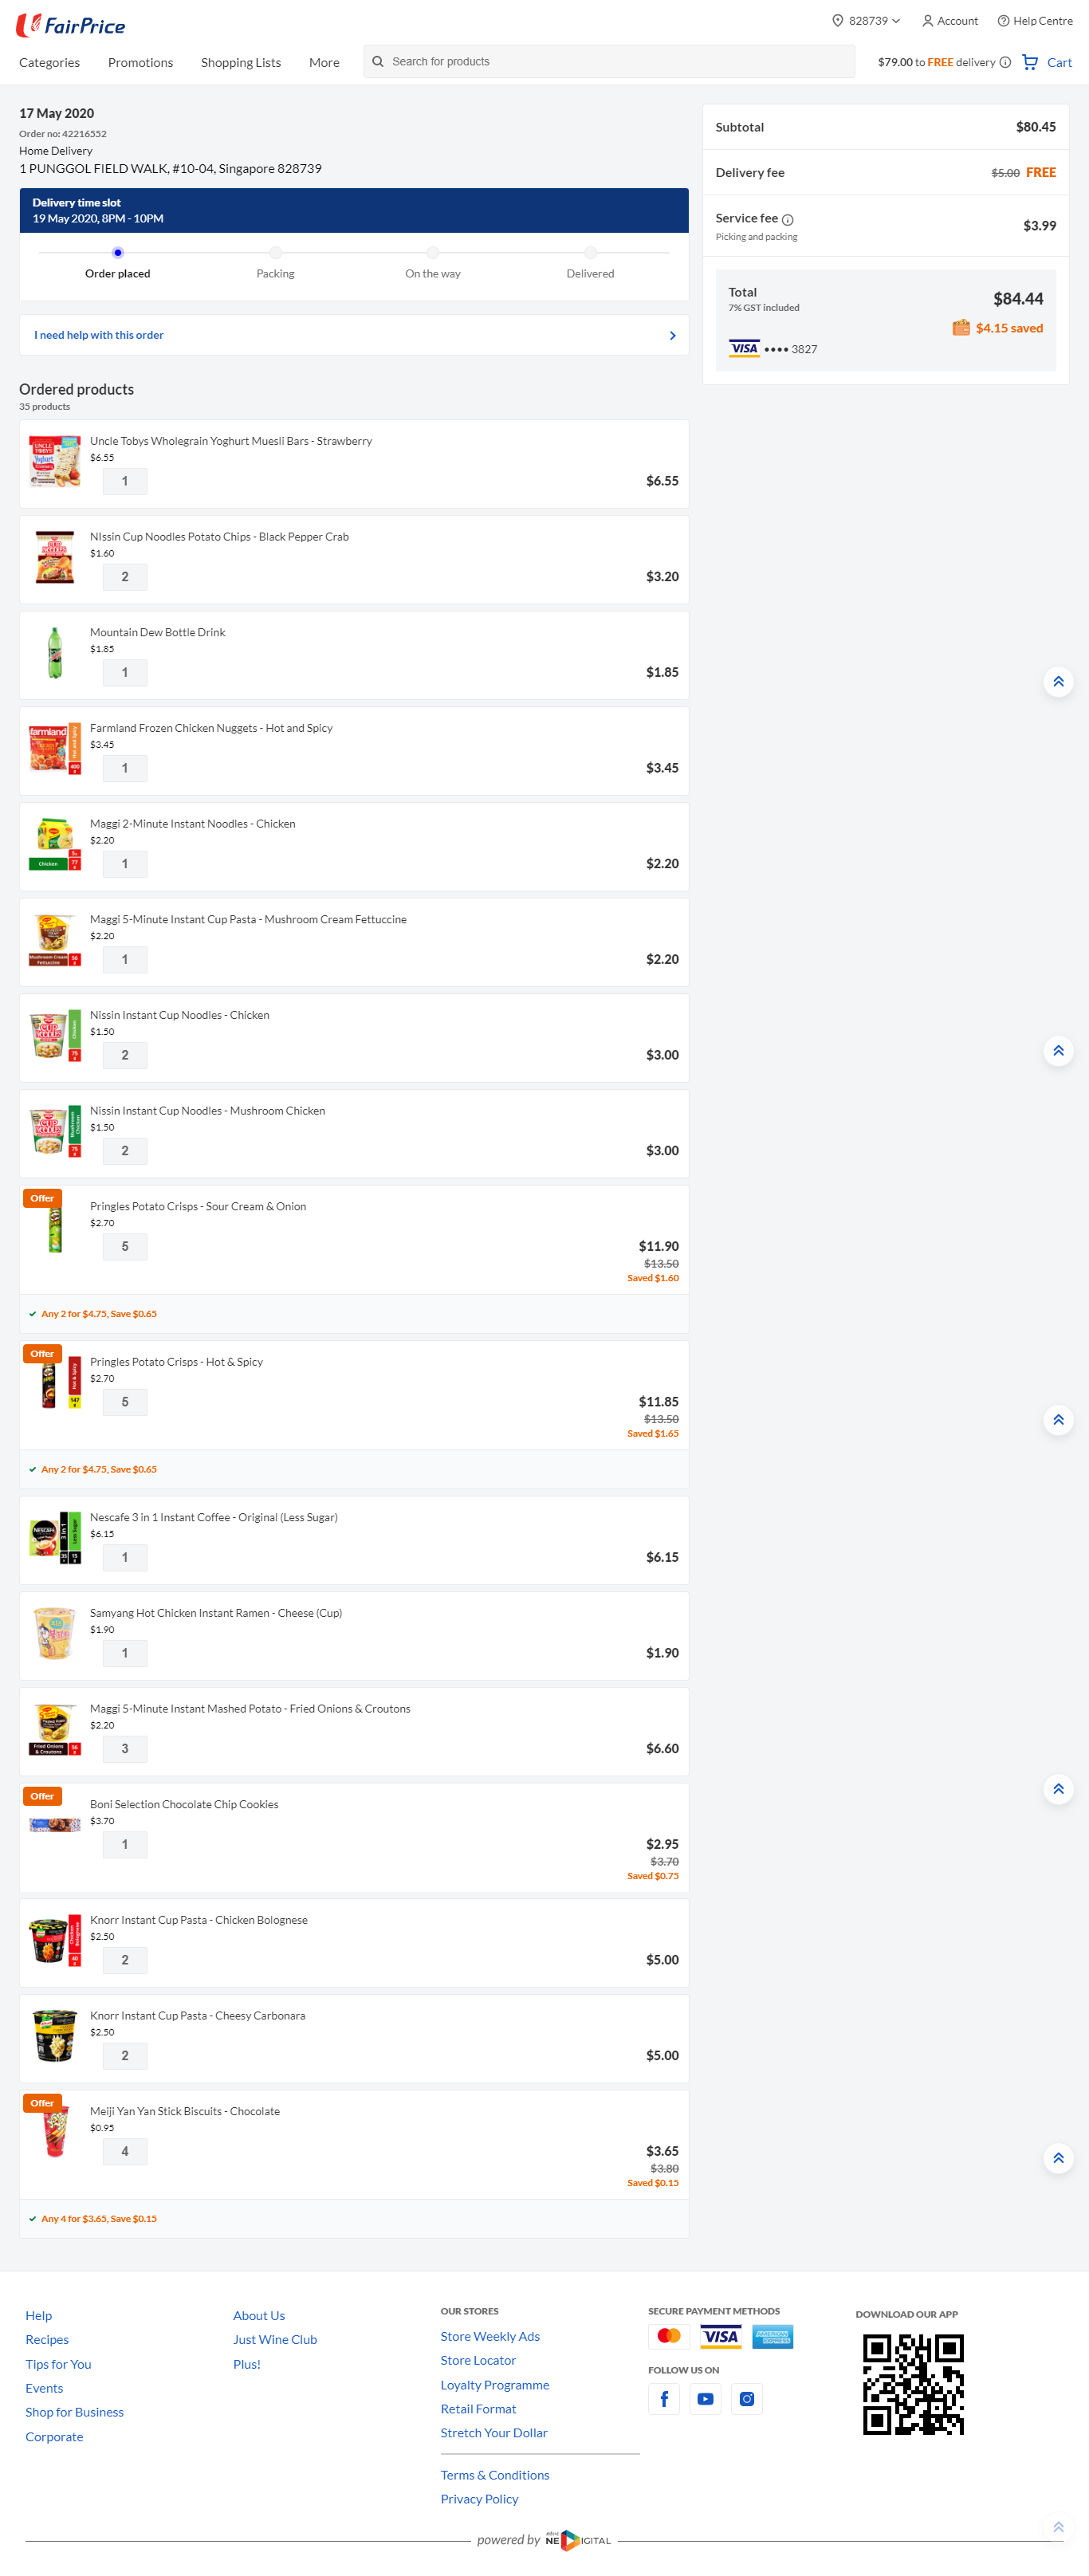 FairPrice
828739
Account
Help Centre
Categories
Promotions
Shopping Lists
More
Search for products
$79.00 to FREE delivery
Cart
17 May 2020
Order no: 42216552
Home Delivery
1 PUNGGOL FIELD WALK, #10-04, Singapore 828739
Delivery time slot
19 May 2020, 8PM - 10PM
Order placed
Packing
On the way
Delivered
I need help with this order
Subtotal
$80.45
Delivery fee
$5.00 FREE
Service fee
Picking and packing
$3.99
Total
7% GST included
$84.44
$4.15 saved
VISA •••• 3827
Ordered products
35 products
Uncle Tobys Wholegrain Yoghurt Muesli Bars - Strawberry
$6.55
1
$6.55
NIssin Cup Noodles Potato Chips - Black Pepper Crab
$1.60
2
$3.20
Mountain Dew Bottle Drink
$1.85
1
$1.85
Farmland Frozen Chicken Nuggets - Hot and Spicy
$3.45
1
$3.45
Maggi 2-Minute Instant Noodles - Chicken
$2.20
1
$2.20
Maggi 5-Minute Instant Cup Pasta - Mushroom Cream Fettuccine
$2.20
1
$2.20
Nissin Instant Cup Noodles - Chicken
$1.50
2
$3.00
Nissin Instant Cup Noodles - Mushroom Chicken
$1.50
2
$3.00
Offer
Pringles Potato Crisps - Sour Cream & Onion
$2.70
5
$11.90
$13.50
Saved $1.60
Any 2 for $4.75, Save $0.65
Offer
Pringles Potato Crisps - Hot & Spicy
$2.70
5
$11.85
$13.50
Saved $1.65
Any 2 for $4.75, Save $0.65
Nescafe 3 in 1 Instant Coffee - Original (Less Sugar)
$6.15
1
$6.15
Samyang Hot Chicken Instant Ramen - Cheese (Cup)
$1.90
1
$1.90
Maggi 5-Minute Instant Mashed Potato - Fried Onions & Croutons
$2.20
3
$6.60
Offer
Boni Selection Chocolate Chip Cookies
$3.70
1
$2.95
$3.70
Saved $0.75
Knorr Instant Cup Pasta - Chicken Bolognese
$2.50
2
$5.00
Knorr Instant Cup Pasta - Cheesy Carbonara
$2.50
2
$5.00
Offer
Meiji Yan Yan Stick Biscuits - Chocolate
$0.95
4
$3.65
$3.80
Saved $0.15
Any 4 for $3.65, Save $0.15
Help
Recipes
Tips for You
Events
Shop for Business
Corporate
About Us
Just Wine Club
Plus!
OUR STORES
Store Weekly Ads
Store Locator
Loyalty Programme
Retail Format
Stretch Your Dollar
Terms & Conditions
Privacy Policy
SECURE PAYMENT METHODS
VISA
AMERICAN EXPRESS
FOLLOW US ON
DOWNLOAD OUR APP
powered by